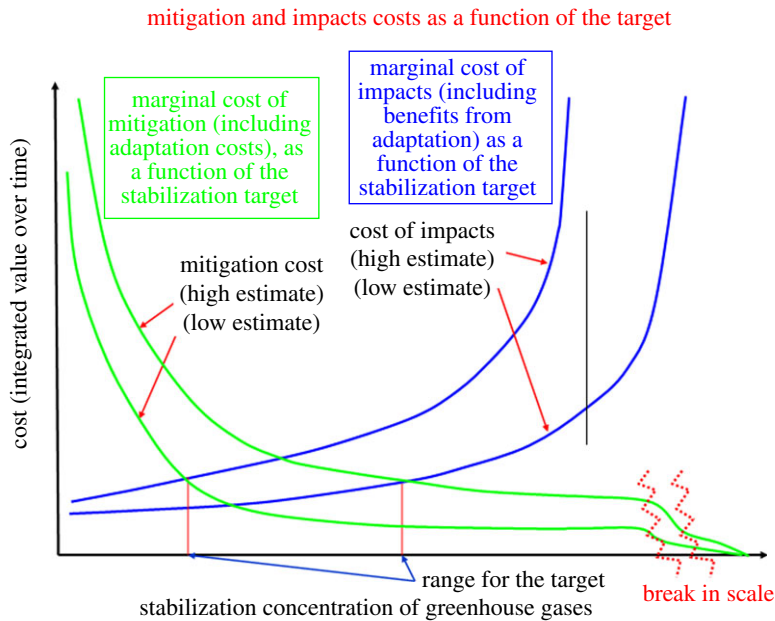 mitigation and impacts costs as a function of the target
marginal cost of
mitigation (including
adaptation costs), as
a function of the
stabilization target
marginal cost of
impacts (including
benefits from
adaptation) as a
function of the
stabilization target
cost (integrated value over time)
mitigation cost
(high estimate)
(low estimate)
cost of impacts
(high estimate)
(low estimate)
range for the target
break in scale
stabilization concentration of greenhouse gases